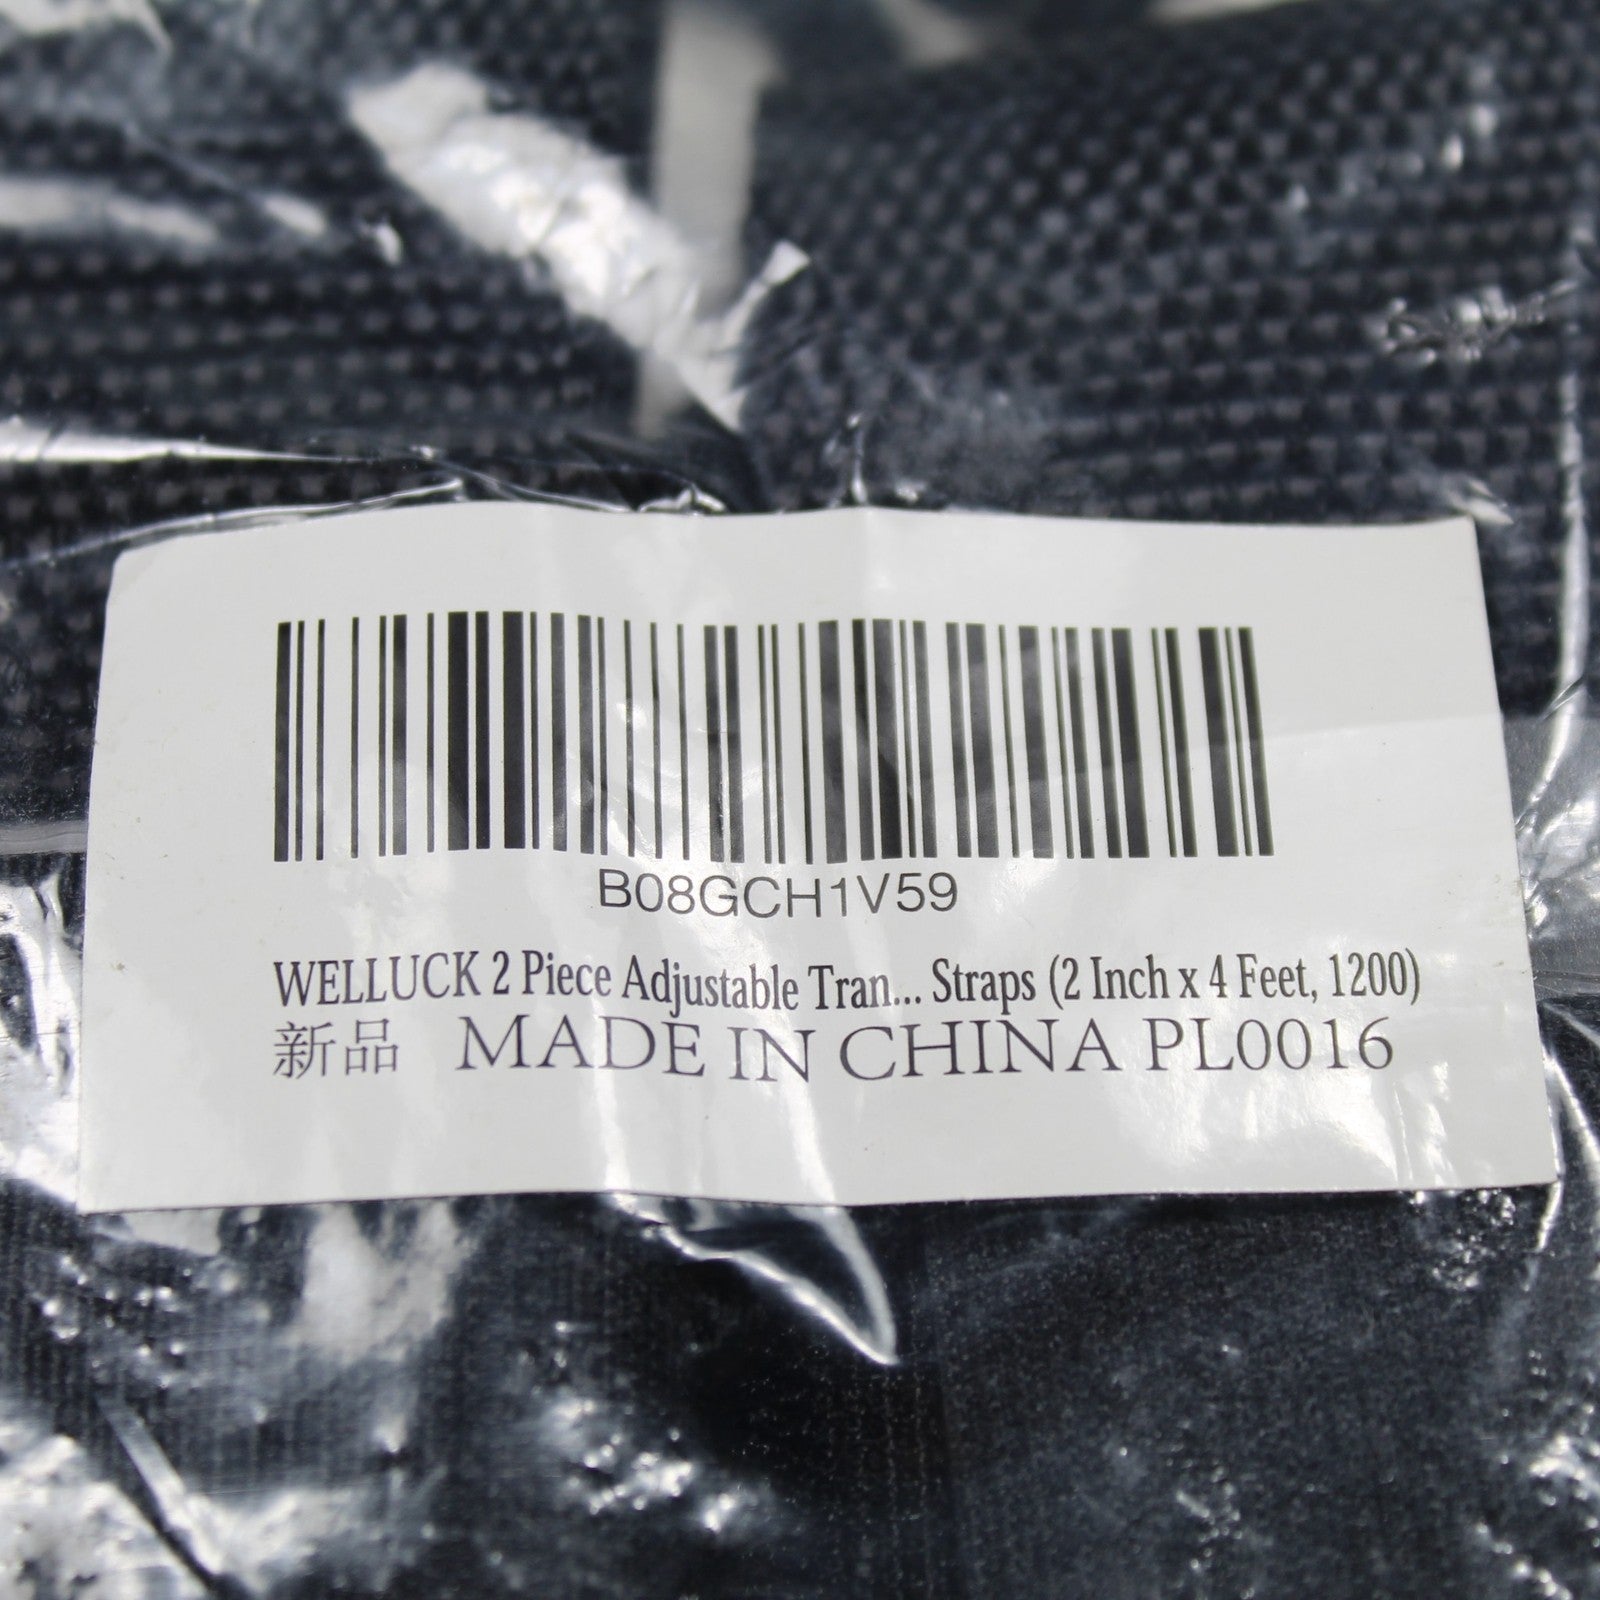 B08GCH1V59
WELLUCK 2 Piece Adjustable Tran... Straps (2 Inch x 4 Feet, 1200)
新品 MADE IN CHINA PL0016